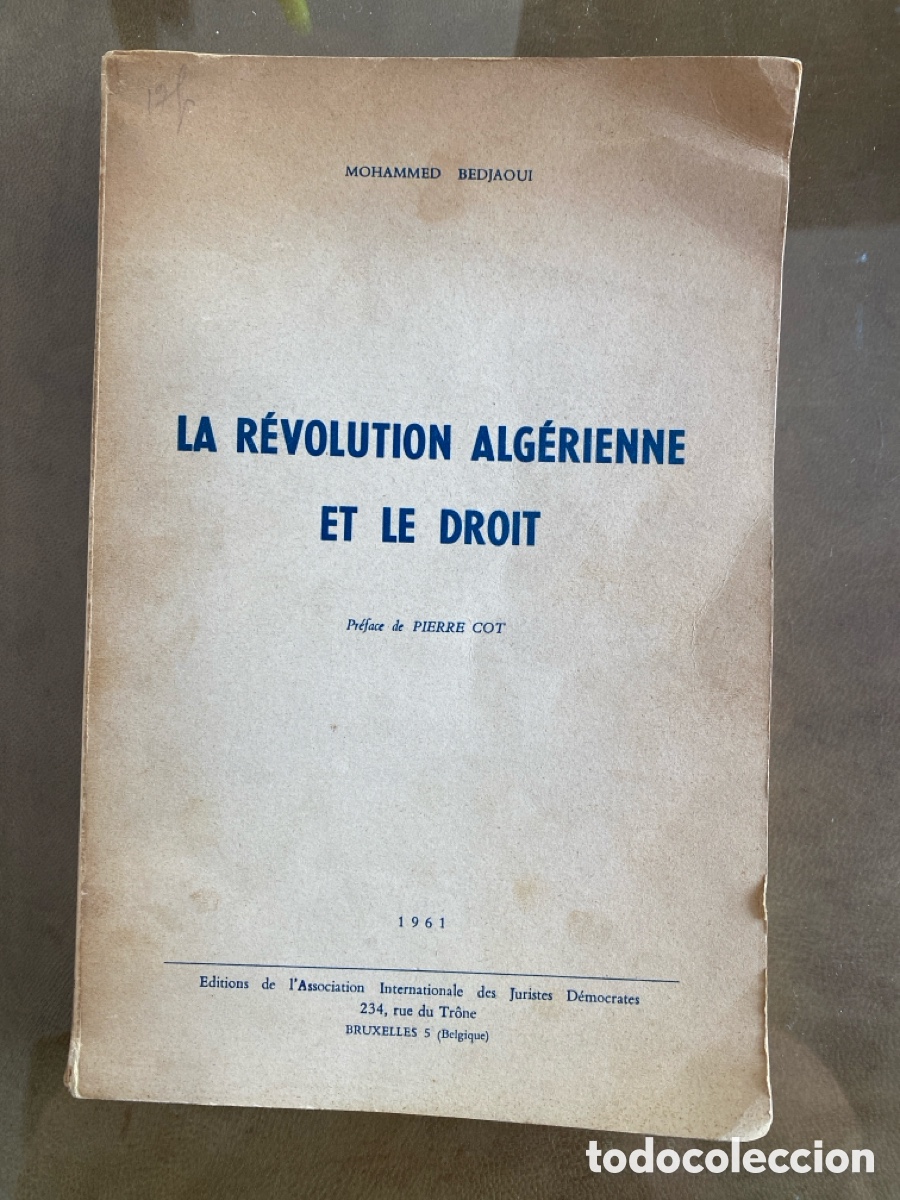 MOHAMMED BEDJAOUI
LA RÉVOLUTION ALGÉRIENNE
ET LE DROIT
Préface de PIERRE COT
1961
Editions de l'Association Internationale des Juristes Démocrates
234, rue du Trône
BRUXELLES 5 (Belgique)
todocoleccion